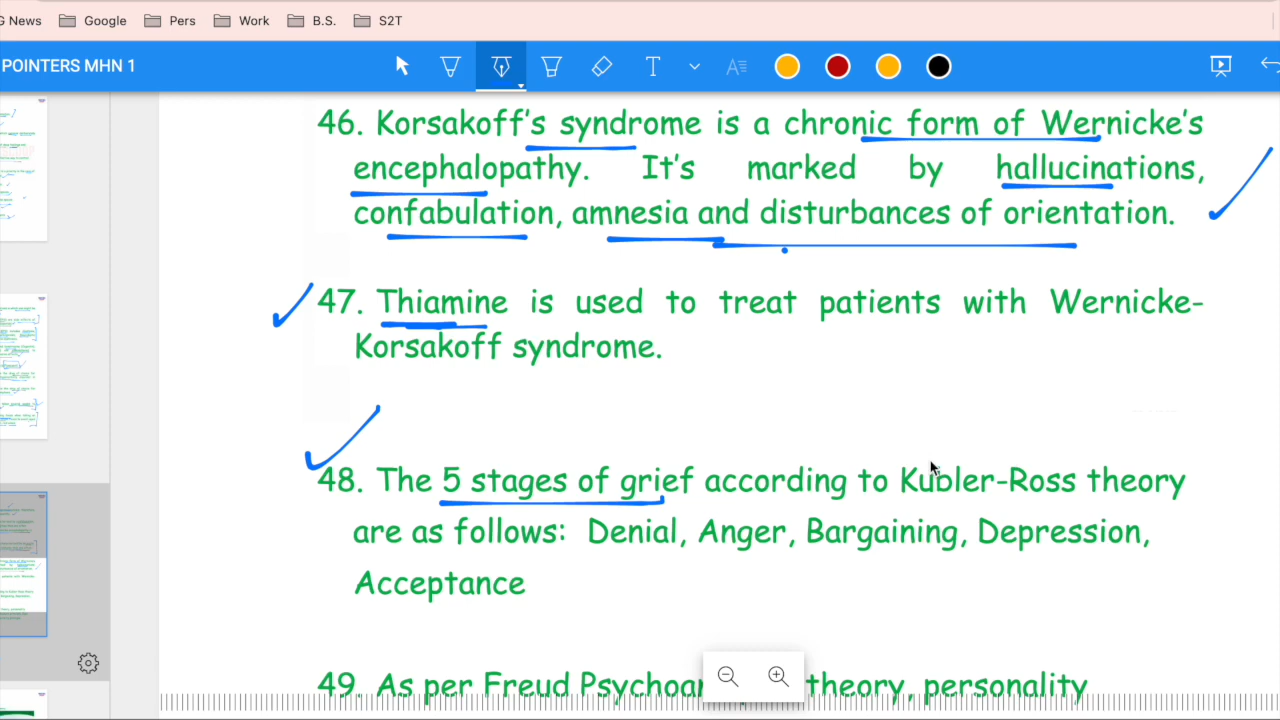 G News Google Pers Work B.S. S2T
POINTERS MHN 1
46. Korsakoff's syndrome is a chronic form of Wernicke's
encephalopathy. It's marked by hallucinations,
confabulation, amnesia and disturbances of orientation.
47. Thiamine is used to treat patients with Wernicke-
Korsakoff syndrome.
48. The 5 stages of grief according to Kubler-Ross theory
are as follows: Denial, Anger, Bargaining, Depression,
Acceptance
49. As per Freud theory, personality